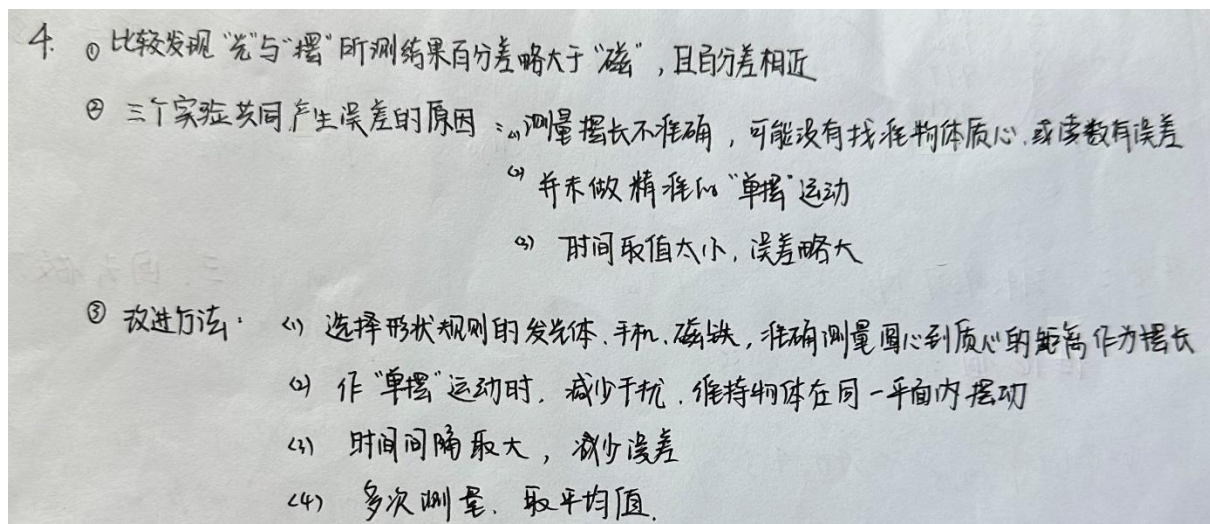 4. ① 比较发现"光"与"摆"所测结果百分差略大于"磁",且百分差相近
② 三个实验共同产生误差的原因:(1) 测量摆长不准确,可能没有找准物体质心.或读数有误差
(2) 并未做精准的"单摆"运动
(3) 时间取值太小,误差略大
③ 改进方法: (1) 选择形状规则的发光体.手机.磁铁,准确测量圆心到质心的距离作为摆长
(2) 作"单摆"运动时,减少干扰.维持物体在同一平面内摆动
(3) 时间间隔取大,减少误差
(4) 多次测量.取平均值.